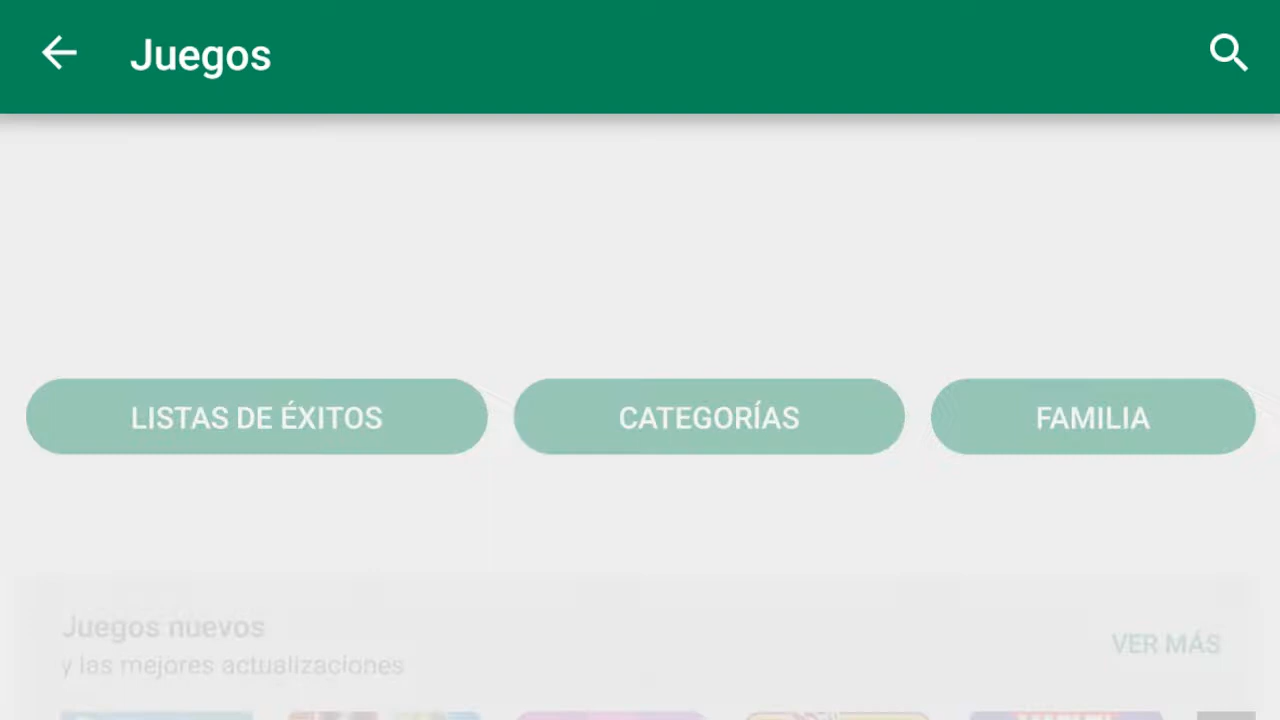 Juegos
LISTAS DE ÉXITOS
CATEGORÍAS
FAMILIA
Juegos nuevos
VER MÁS
y las mejores actualizaciones